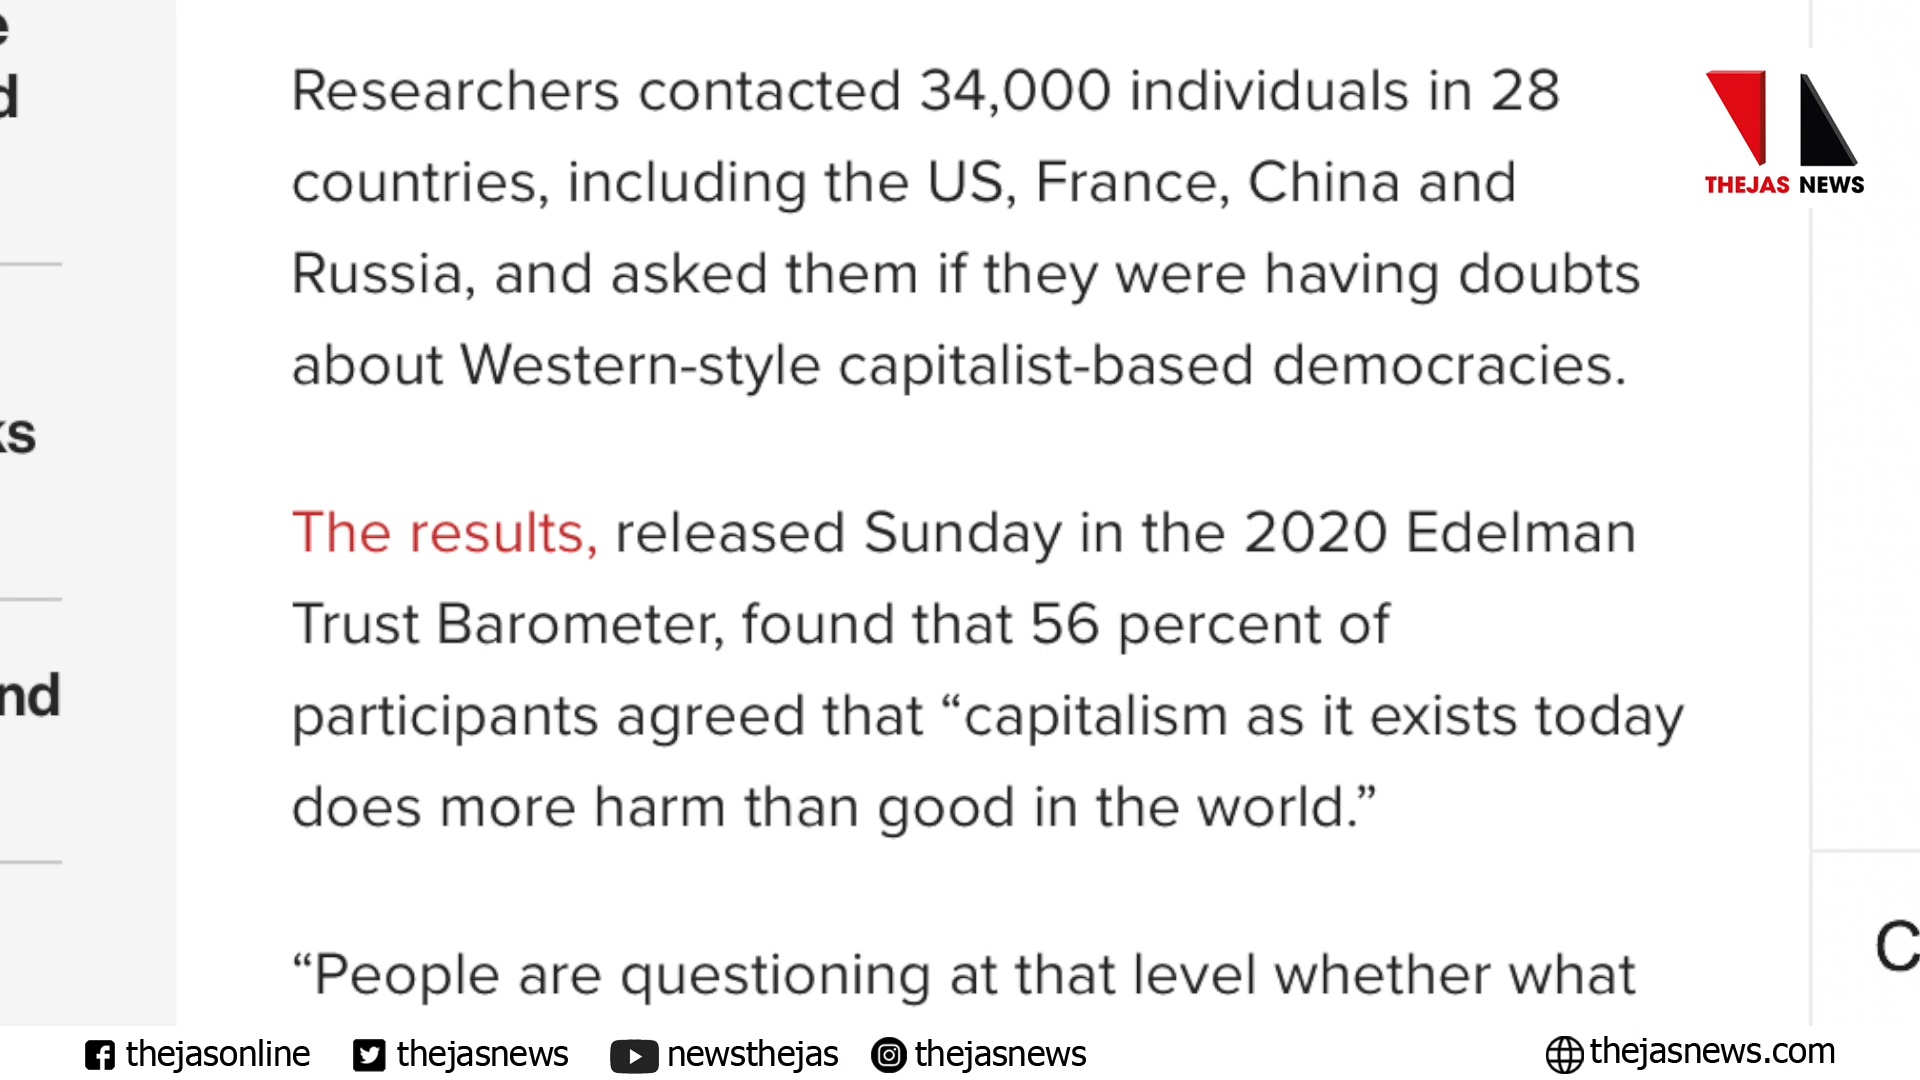 Researchers contacted 34,000 individuals in 28
countries, including the US, France, China and
Russia, and asked them if they were having doubts
about Western-style capitalist-based democracies.
The results, released Sunday in the 2020 Edelman
Trust Barometer, found that 56 percent of
participants agreed that “capitalism as it exists today
does more harm than good in the world.”
“People are questioning at that level whether what
THEJAS NEWS
thejasonline
thejasnews
newsthejas
thejasnews
thejasnews.com